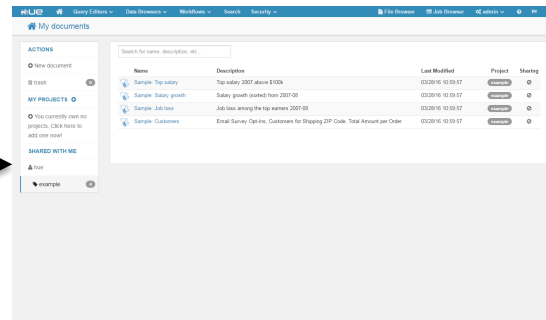 HUE Query Editors Data Browsers Workflows Search Security File Browser Job Browser admin
My documents
ACTIONS
New document
trash 0
MY PROJECTS
You currently own no
projects. Click here to
add one now!
SHARED WITH ME
hue
example 4
Search for name, description, etc...
Name Description Last Modified Project Sharing
Sample: Top salary Top salary 2007 above $100k 03/28/16 10:59:57 example
Sample: Salary growth Salary growth (sorted) from 2007-08 03/28/16 10:59:57 example
Sample: Job loss Job loss among the top earners 2007-08 03/28/16 10:59:57 example
Sample: Customers Email Survey Opt-Ins, Customers for Shipping ZIP Code, Total Amount per Order 03/28/16 10:59:57 example